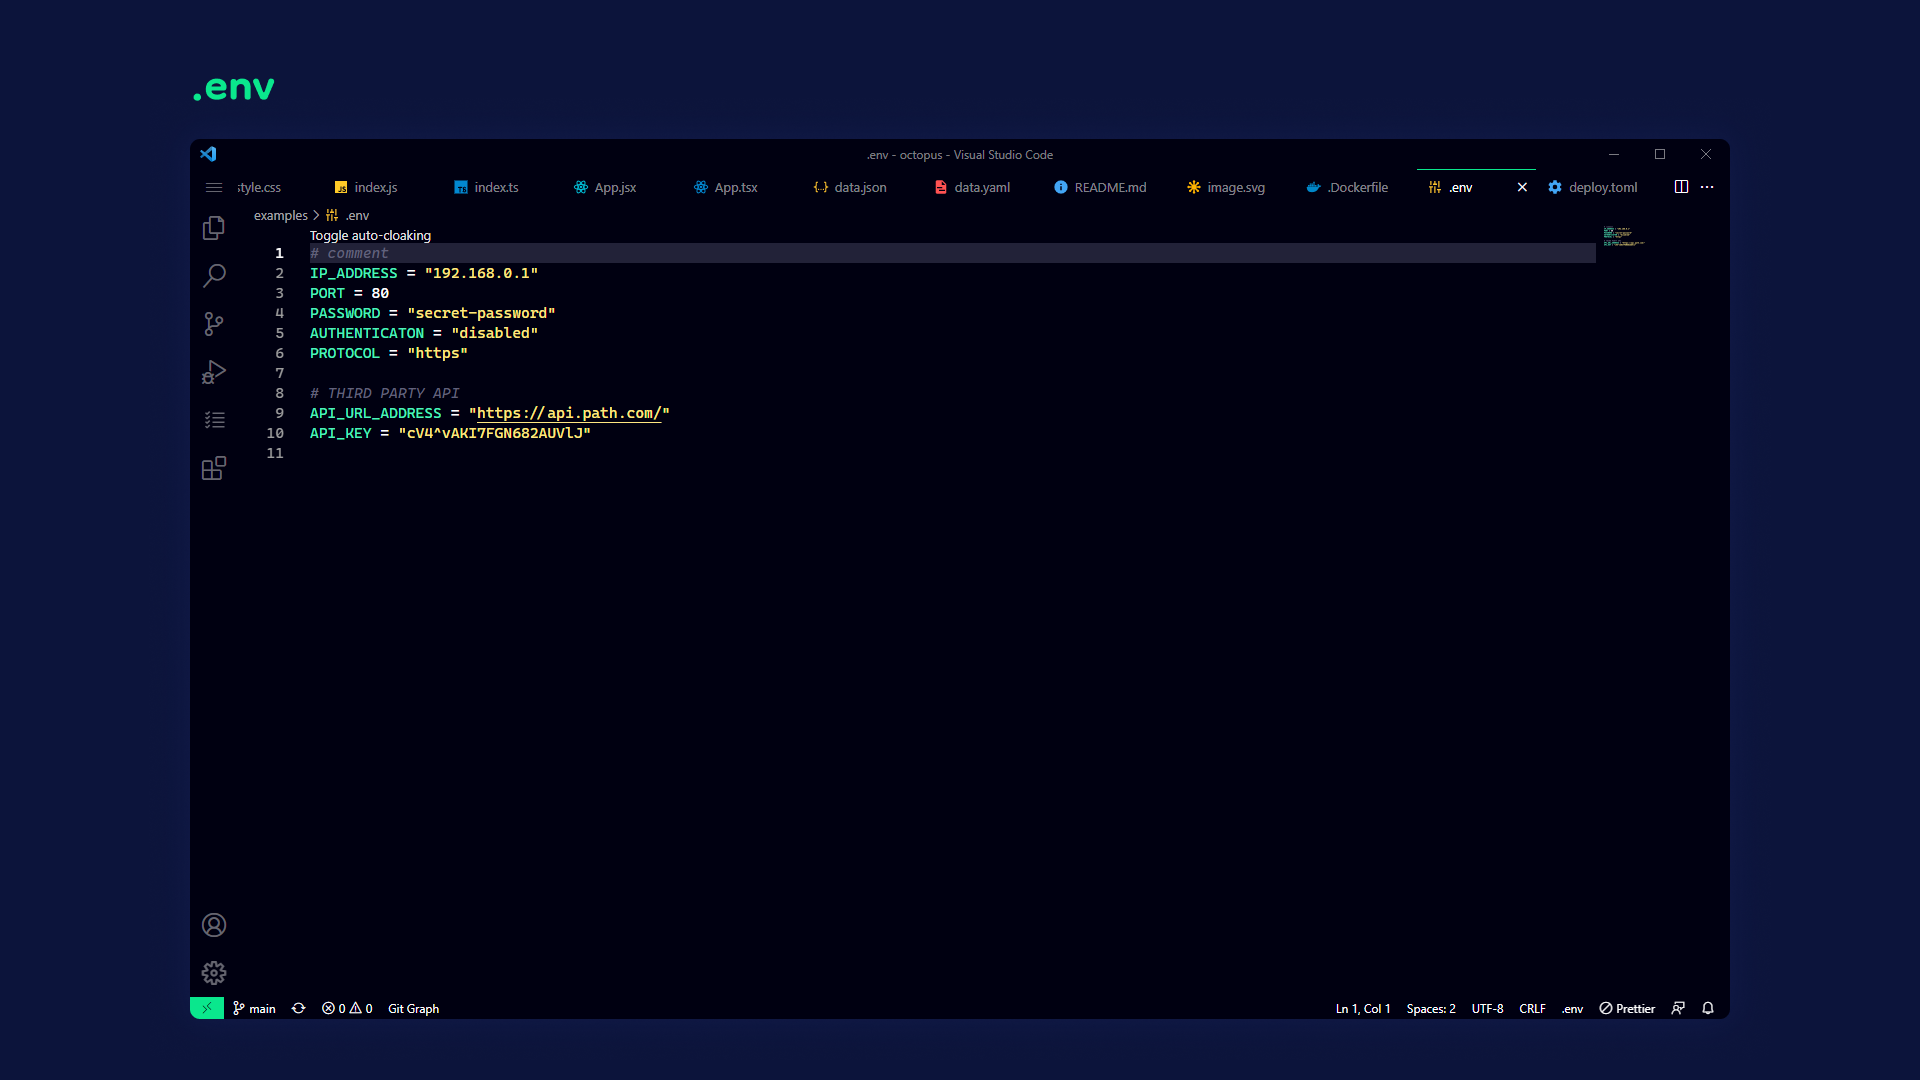 .env
.env - octopus - Visual Studio Code
style.css index.js index.ts App.jsx App.tsx data.json data.yaml README.md image.svg .Dockerfile .env deploy.toml
examples > .env
Toggle auto-cloaking
1 # comment
2 IP_ADDRESS = "192.168.0.1"
3 PORT = 80
4 PASSWORD = "secret-password"
5 AUTHENTICATON = "disabled"
6 PROTOCOL = "https"
7
8 # THIRD PARTY API
9 API_URL_ADDRESS = "https://api.path.com/"
10 API_KEY = "cV4^vAKI7FGN682AUVlJ"
11
main 0 0 Git Graph Ln 1, Col 1 Spaces: 2 UTF-8 CRLF .env Prettier